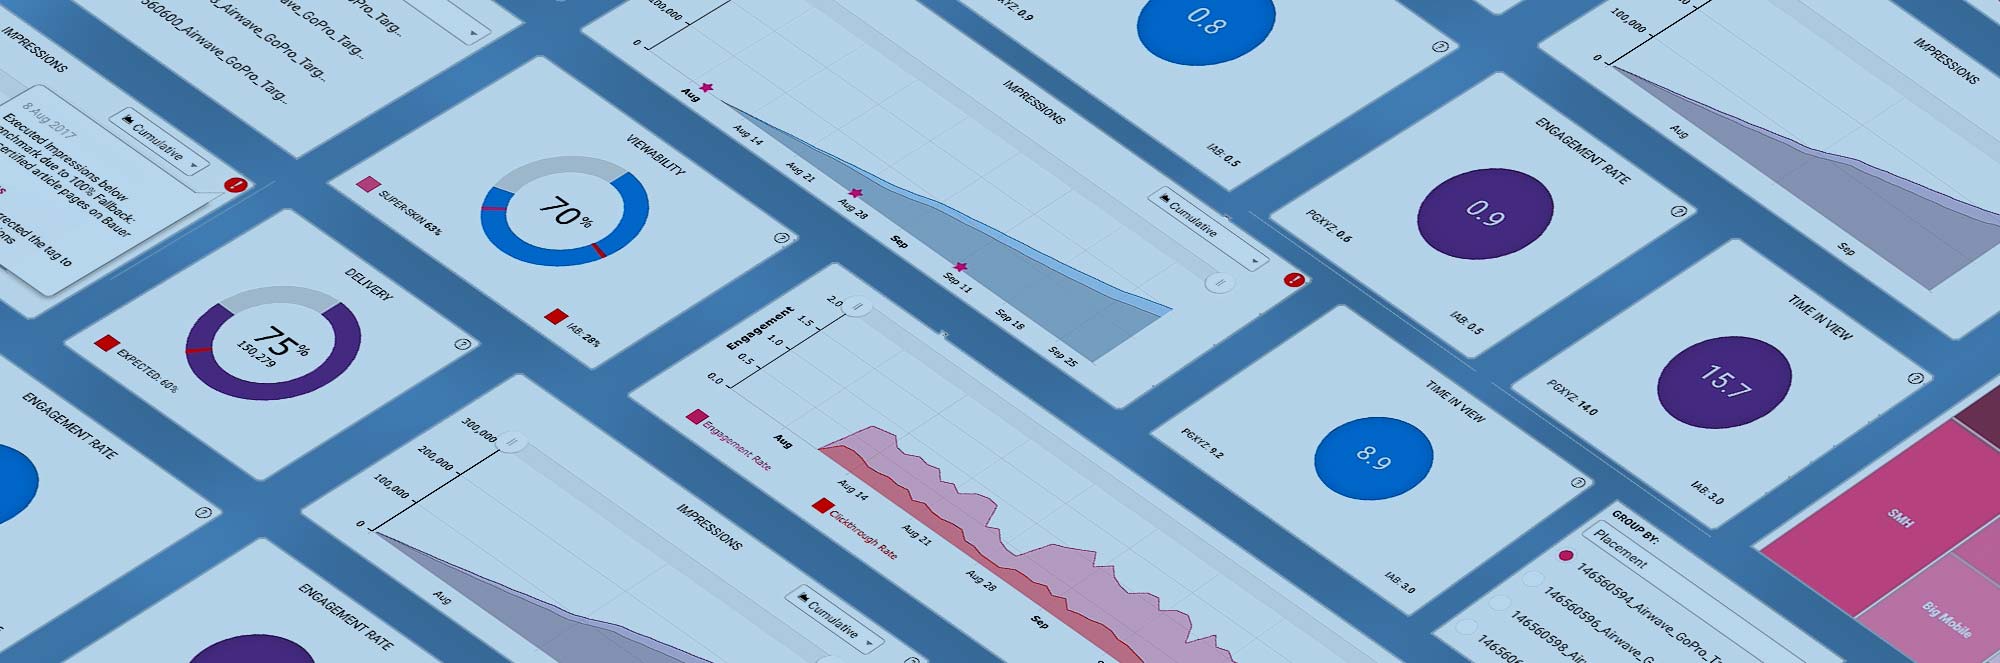 GoPro_Targ...
Airwave_GoPro_Targ...
Airwave_GoPro_Targ...
560600_Airwave_GoPro_Targ...
IMPRESSIONS
8 Aug 2017
Cumulative
Executed Impressions below
benchmark due to 100% Fallback.
certified article pages on Bauer
rrected the tag to
DELIVERY
75%
150,279
EXPECTED: 60%
ENGAGEMENT RATE
ENGAGEMENT RATE
VIEWABILITY
70%
SUPER-SKIN 63%
IAB: 28%
100,000
0
IMPRESSIONS
Cumulative
Aug
Aug 14
Aug 21
Aug 28
Sep
Sep 11
Sep 18
Sep 25
300,000
200,000
100,000
0
IMPRESSIONS
Cumulative
Aug
Engagement
2.0
1.5
1.0
0.5
0.0
Engagement Rate
Clickthrough Rate
Aug
Aug 14
Aug 21
Aug 28
Sep
PGXYZ: 0.9
0.8
IAB: 0.5
ENGAGEMENT RATE
0.9
PGXYZ: 0.6
IAB: 0.5
TIME IN VIEW
8.9
PGXYZ: 9.2
IAB: 3.0
TIME IN VIEW
15.7
PGXYZ: 14.0
IAB: 3.0
100,000
0
IMPRESSIONS
Aug
Sep
GROUP BY:
Placement
146560594_Airwave_GoPro_T
146560596_Airwave_G
146560598_Airw
146560
SMH
Big Mobile